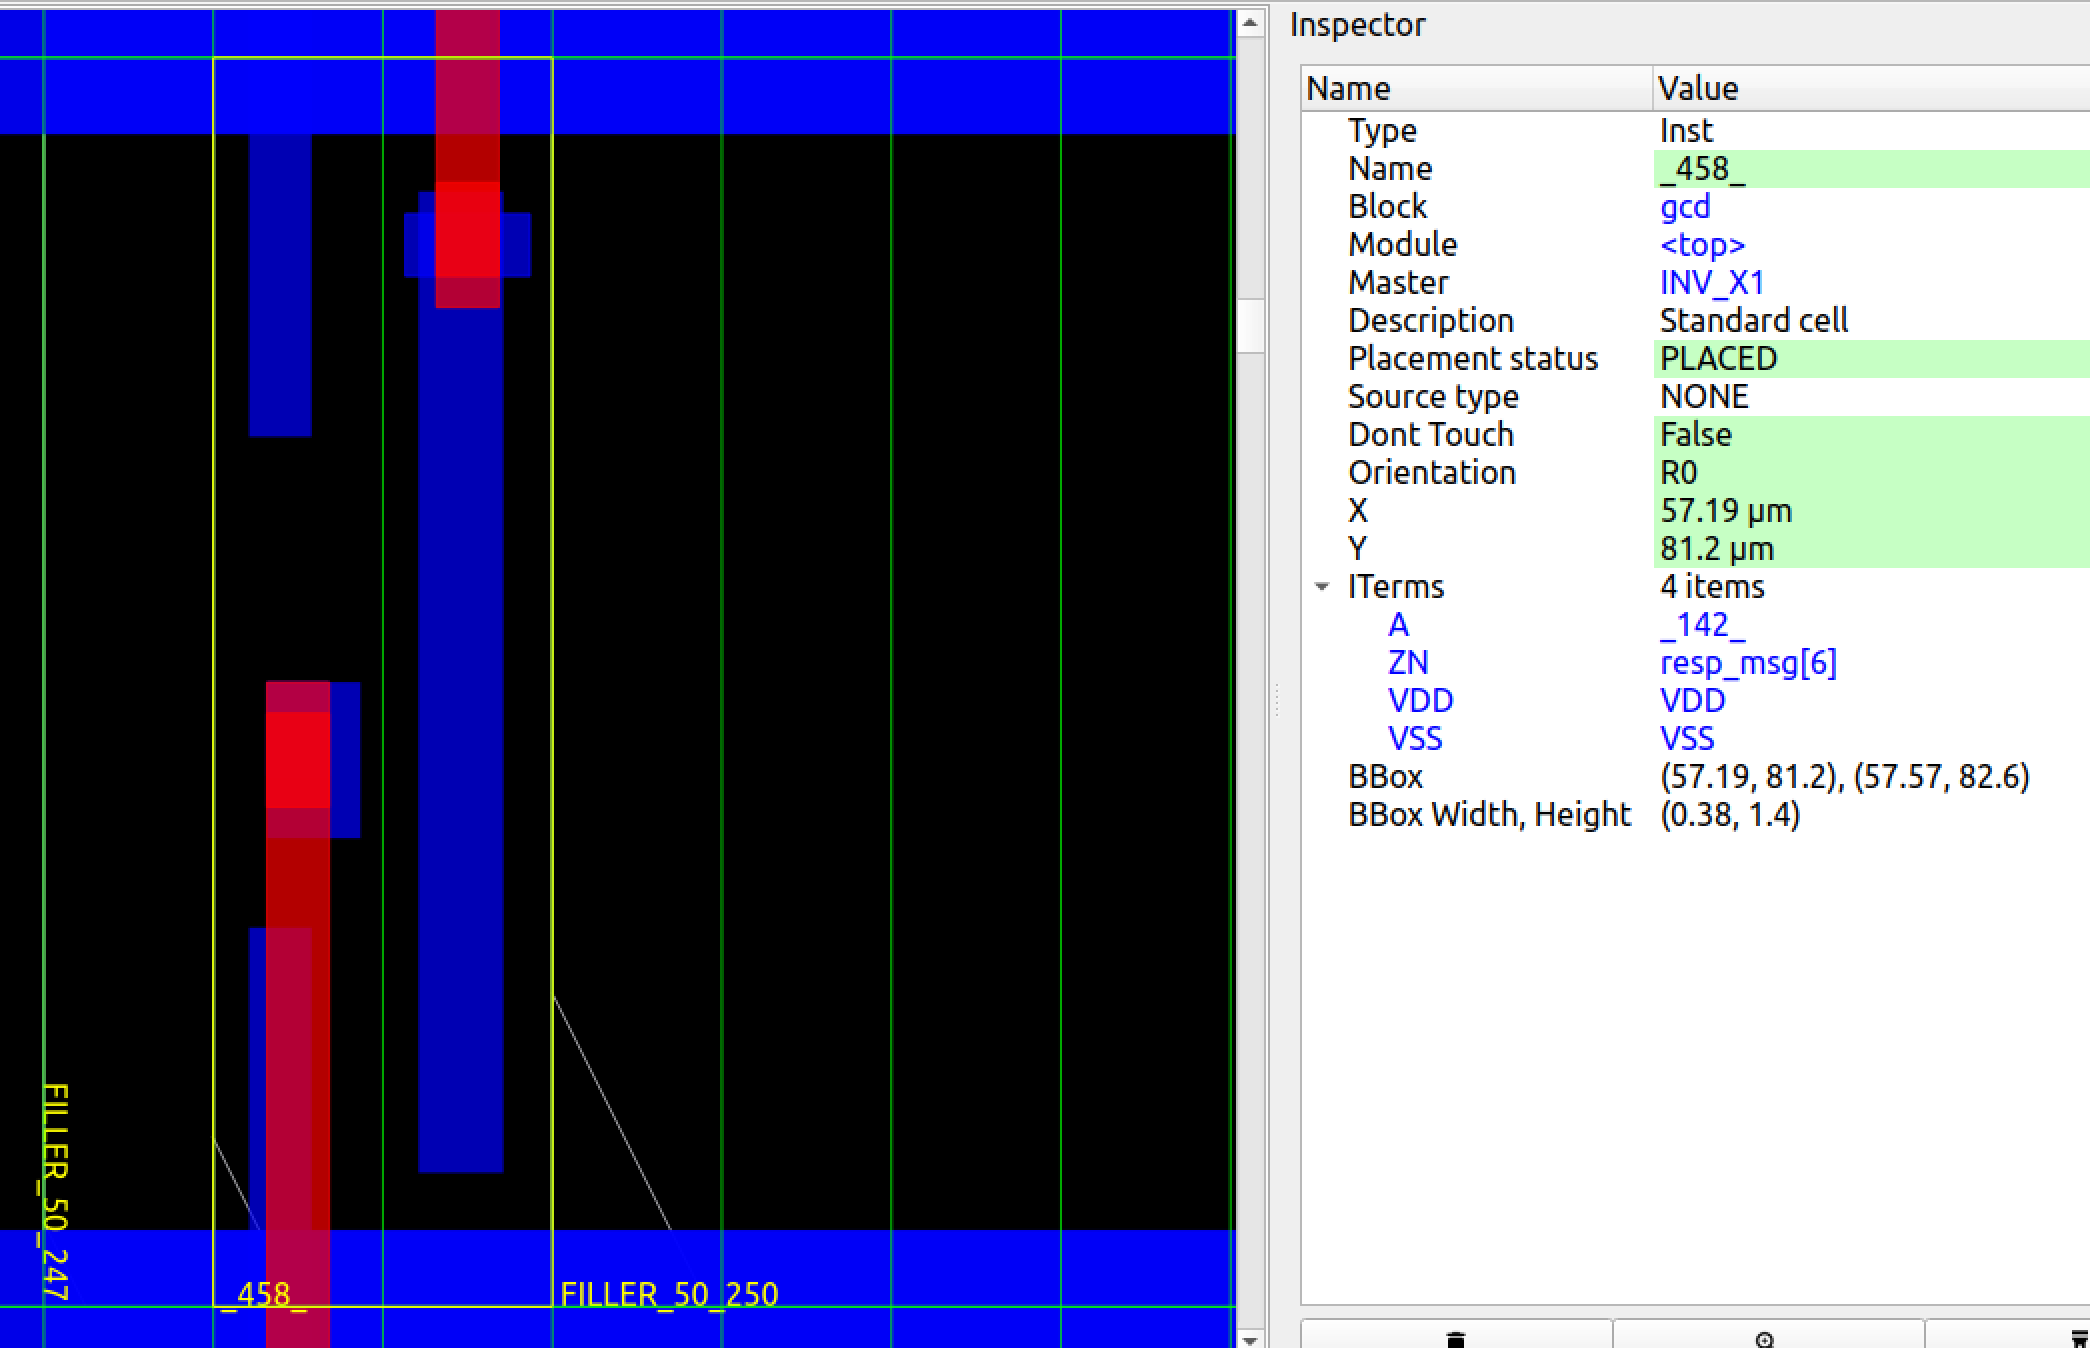 Inspector
Name Value
Type Inst
Name _458_
Block gcd
Module <top>
Master INV_X1
Description Standard cell
Placement status PLACED
Source type NONE
Dont Touch False
Orientation R0
X 57.19 µm
Y 81.2 µm
ITerms 4 items
A _142_
ZN resp_msg[6]
VDD VDD
VSS VSS
BBox (57.19, 81.2), (57.57, 82.6)
BBox Width, Height (0.38, 1.4)
FILLER_50_247
_458_
FILLER_50_250